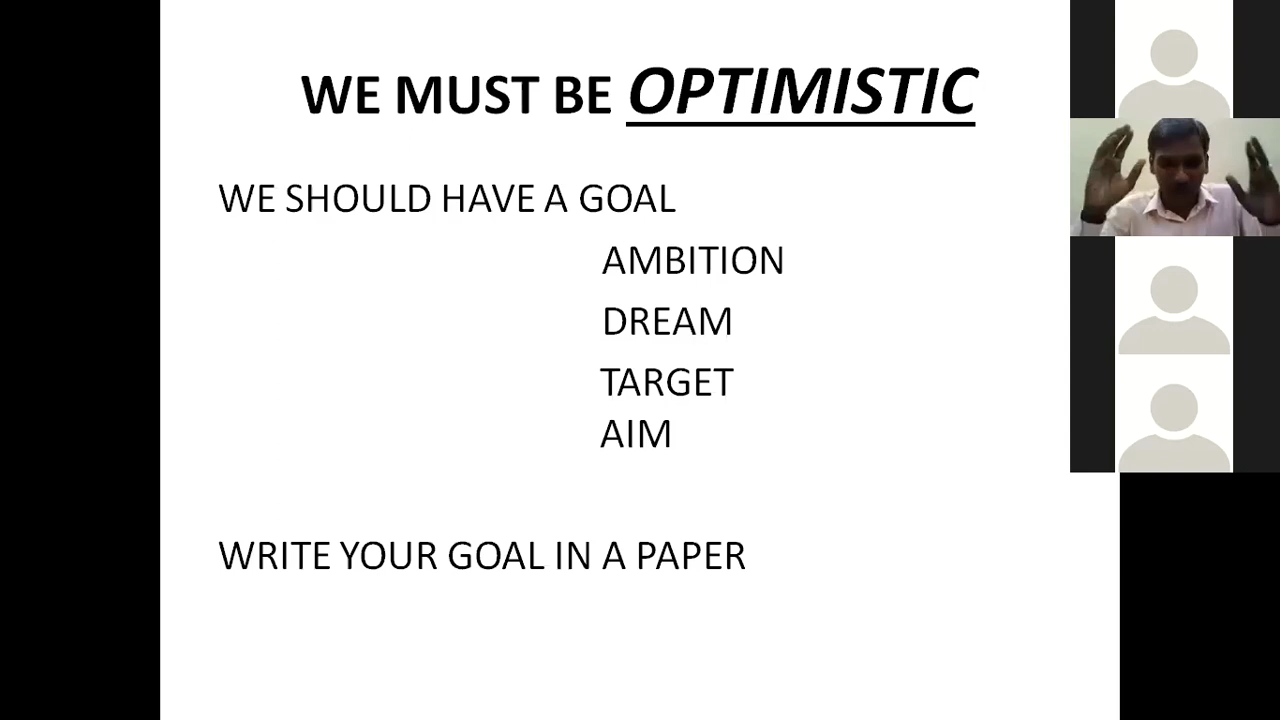 WE MUST BE OPTIMISTIC
WE SHOULD HAVE A GOAL
AMBITION
DREAM
TARGET
AIM
WRITE YOUR GOAL IN A PAPER